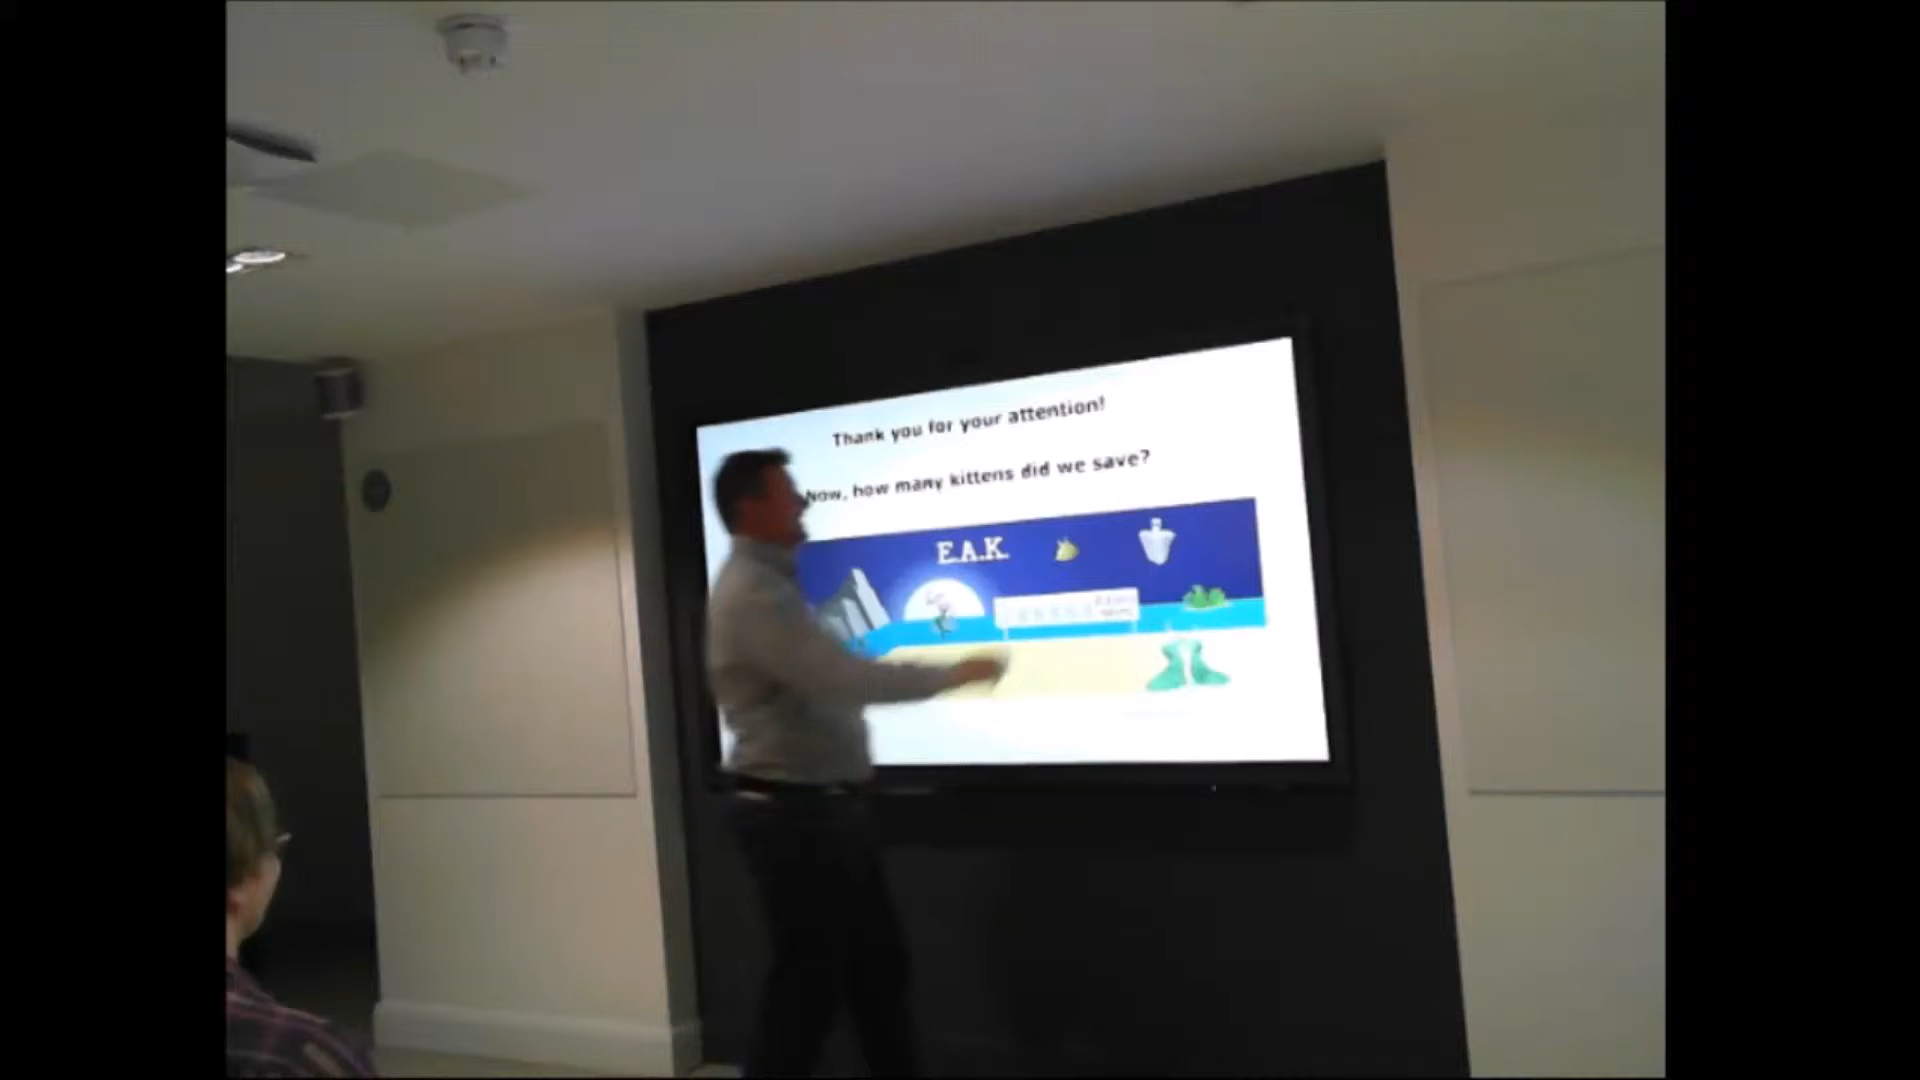 Thank you for your attention!
Now, how many kittens did we save?
E.A.K.